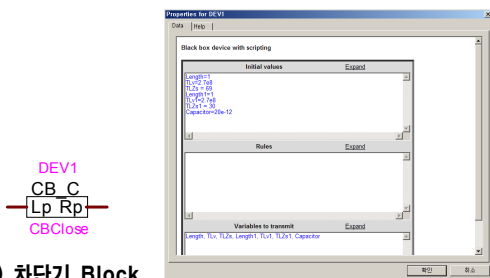 DEV1
CB_C
Lp Rp
CBClose
) 차단기 Block
Properties for DEV1
Data
Help
Black box device with scripting
Initial values
Expand
Length=1
TLv=2.7e8
TLZs = 69
Length1=1
TLv1=2.7e8
TLZs1 = 30
Capacitor=20e-12
Rules
Expand
Variables to transmit
Expand
Length, TLv, TLZs, Length1, TLv1, TLZs1, Capacitor
확인
취소